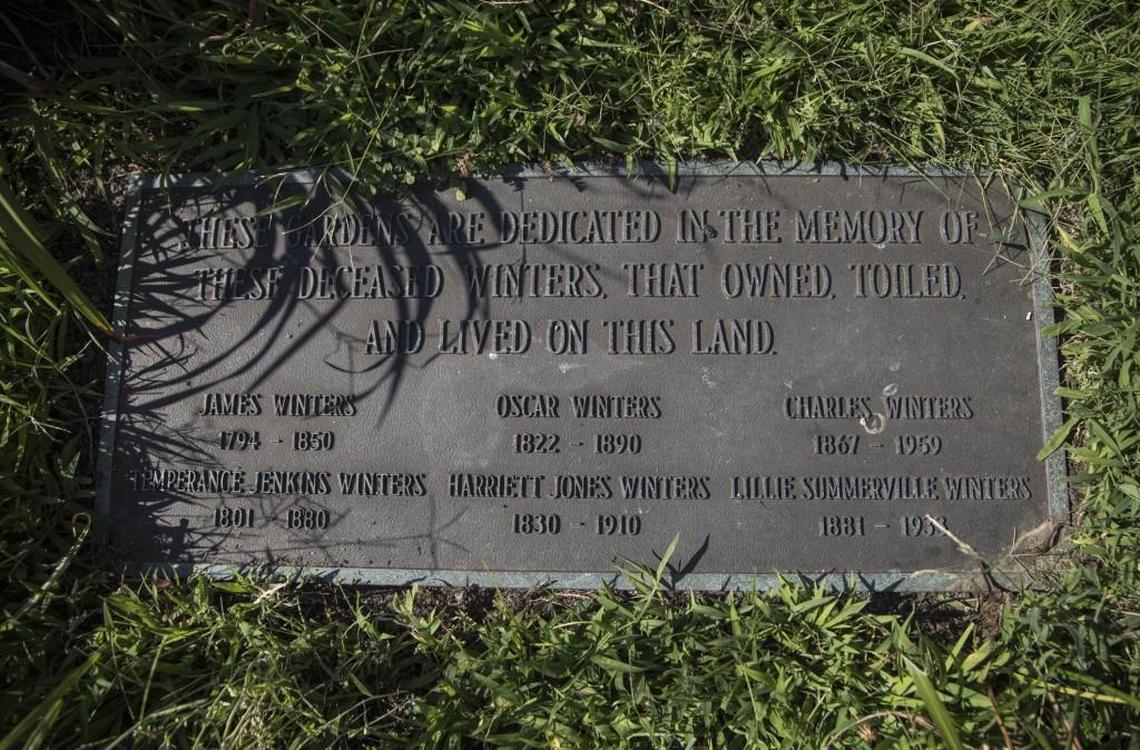 THESE GARDENS ARE DEDICATED IN THE MEMORY OF
THESE DECEASED WINTERS, THAT OWNED, TOILED,
AND LIVED ON THIS LAND.
JAMES WINTERS OSCAR WINTERS CHARLES WINTERS
1794 - 1850 1822 - 1890 1867 - 1959
TEMPERANCE JENKINS WINTERS HARRIETT JONES WINTERS LILLIE SUMMERVILLE WINTERS
1801 - 1880 1830 - 1910 1881 -